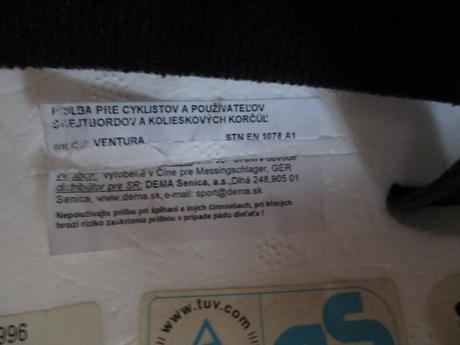 PRILBA PRE CYKLISTOV A POUŽÍVATEĽOV
SKEJTBORDOV A KOLIESKOVÝCH KORČÚĽ
VENTURA STN EN 1078 A1
vyrobené v Číne pre Messingschlager, GER
distribútor pre SR: DEMA Senica, a.s., Dlhá 248, 905 01
Senica, www.dema.sk, e-mail: sport@dema.sk
Nepoužívajte prilbu pri šplhaní a iných činnostiach, pri ktorých
hrozí riziko zaškrtenia prilbou v prípade pádu dieťaťa !
www.tuv.com
996
GS